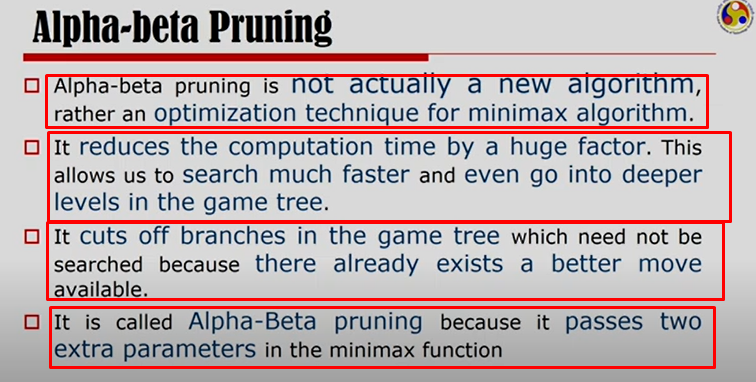 Alpha-beta Pruning
Alpha-beta pruning is not actually a new algorithm,
rather an optimization technique for minimax algorithm.
It reduces the computation time by a huge factor. This
allows us to search much faster and even go into deeper
levels in the game tree.
It cuts off branches in the game tree which need not be
searched because there already exists a better move
available.
It is called Alpha-Beta pruning because it passes two
extra parameters in the minimax function